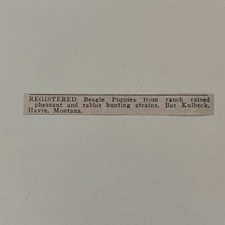 REGISTERED Beagle Puppies from ranch raised
pheasant and rabbit hunting strains. Bat Kulbeck,
Havre, Montana.